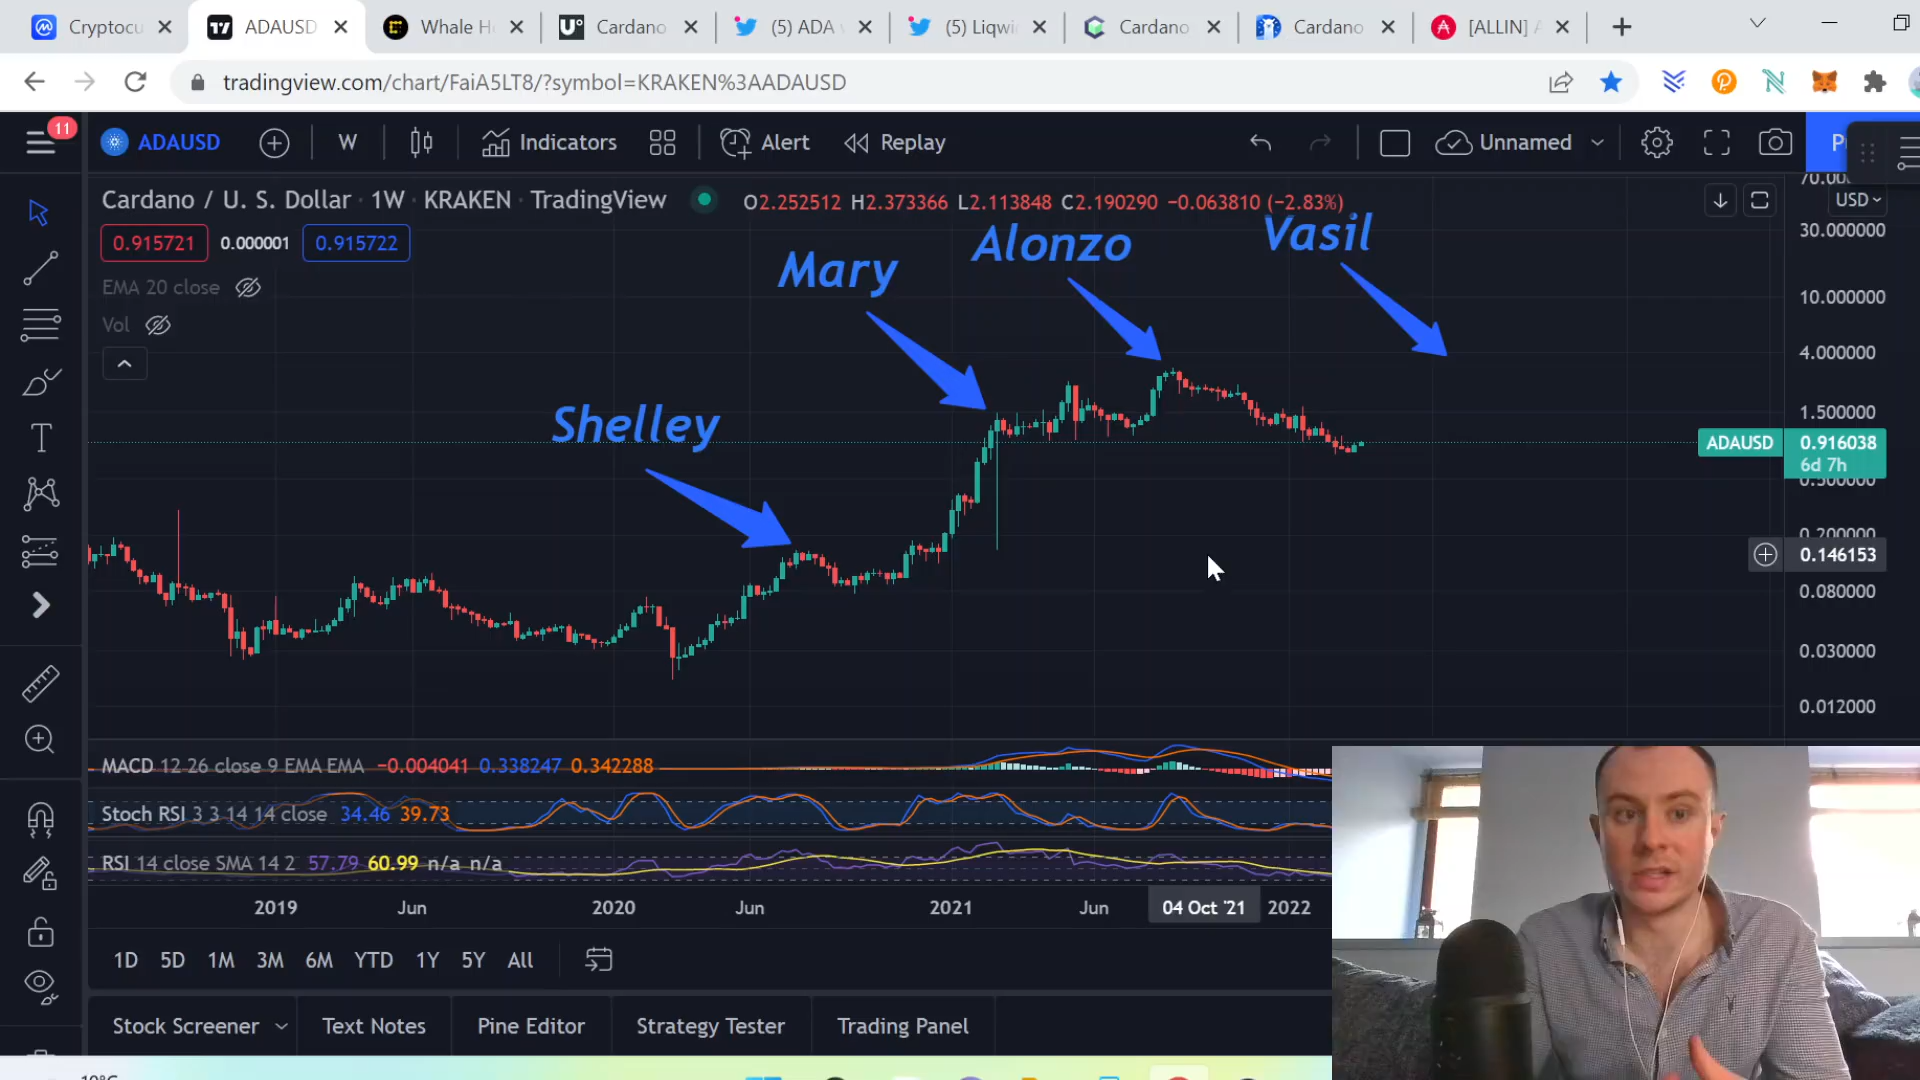 Cryptocu
ADAUSD
Whale H
Cardano
(5) ADA
(5) Liqwi
Cardano
Cardano
[ALLIN]
tradingview.com/chart/FaiA5LT8/?symbol=KRAKEN%3AADAUSD
11
ADAUSD
W
Indicators
Alert
Replay
Unnamed
Cardano / U. S. Dollar · 1W · KRAKEN · TradingView
O2.252512 H2.373366 L2.113848 C2.190290 −0.063810 (−2.83%)
USD
0.915721 0.000001 0.915722
EMA 20 close
Vol
Shelley
Mary
Alonzo
Vasil
30.000000
10.000000
4.000000
1.500000
ADAUSD 0.916038
6d 7h
0.500000
0.200000
0.146153
0.080000
0.030000
0.012000
MACD 12 26 close 9 EMA EMA −0.004041 0.338247 0.342288
Stoch RSI 3 3 14 14 close 34.46 39.73
RSI 14 close SMA 14 2 57.79 60.99 n/a n/a
2019 Jun 2020 Jun 2021 Jun 04 Oct '21 2022
1D 5D 1M 3M 6M YTD 1Y 5Y All
Stock Screener Text Notes Pine Editor Strategy Tester Trading Panel